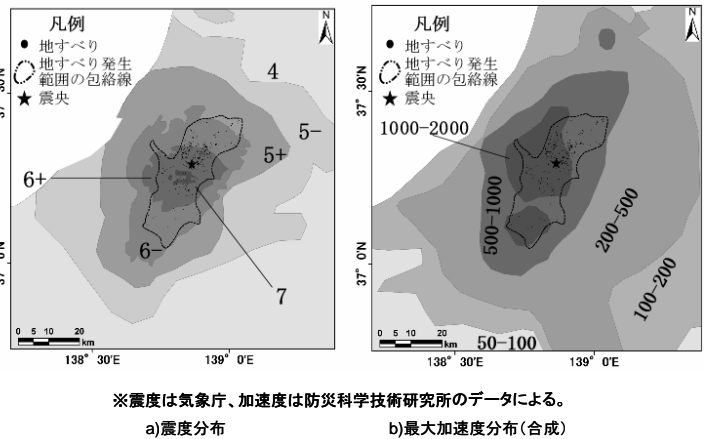 凡例
N
地すべり
地すべり発生
範囲の包絡線
震央
4
5-
5+
6+
6-
7
37° 30'N
37° 0'N
0 5 10 20
km
138° 30'E
139° 0'E
凡例
N
地すべり
地すべり発生
範囲の包絡線
震央
1000-2000
500-1000
200-500
100-200
50-100
37° 30'N
37° 0'N
0 5 10 20
km
138° 30'E
139° 0'E
※震度は気象庁、加速度は防災科学技術研究所のデータによる。
a)震度分布
b)最大加速度分布(合成)